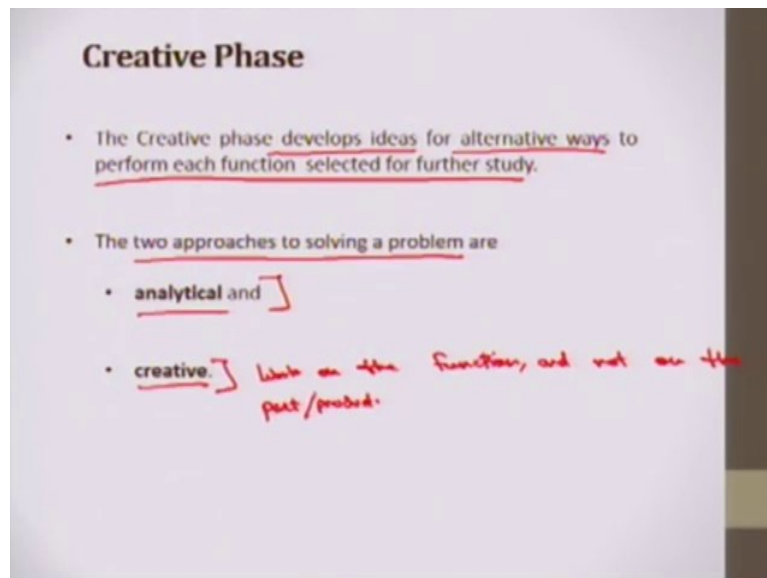 Creative Phase
• The Creative phase develops ideas for alternative ways to
perform each function selected for further study.
• The two approaches to solving a problem are
• analytical and
• creative. Work on the function, and not on the
part/product.